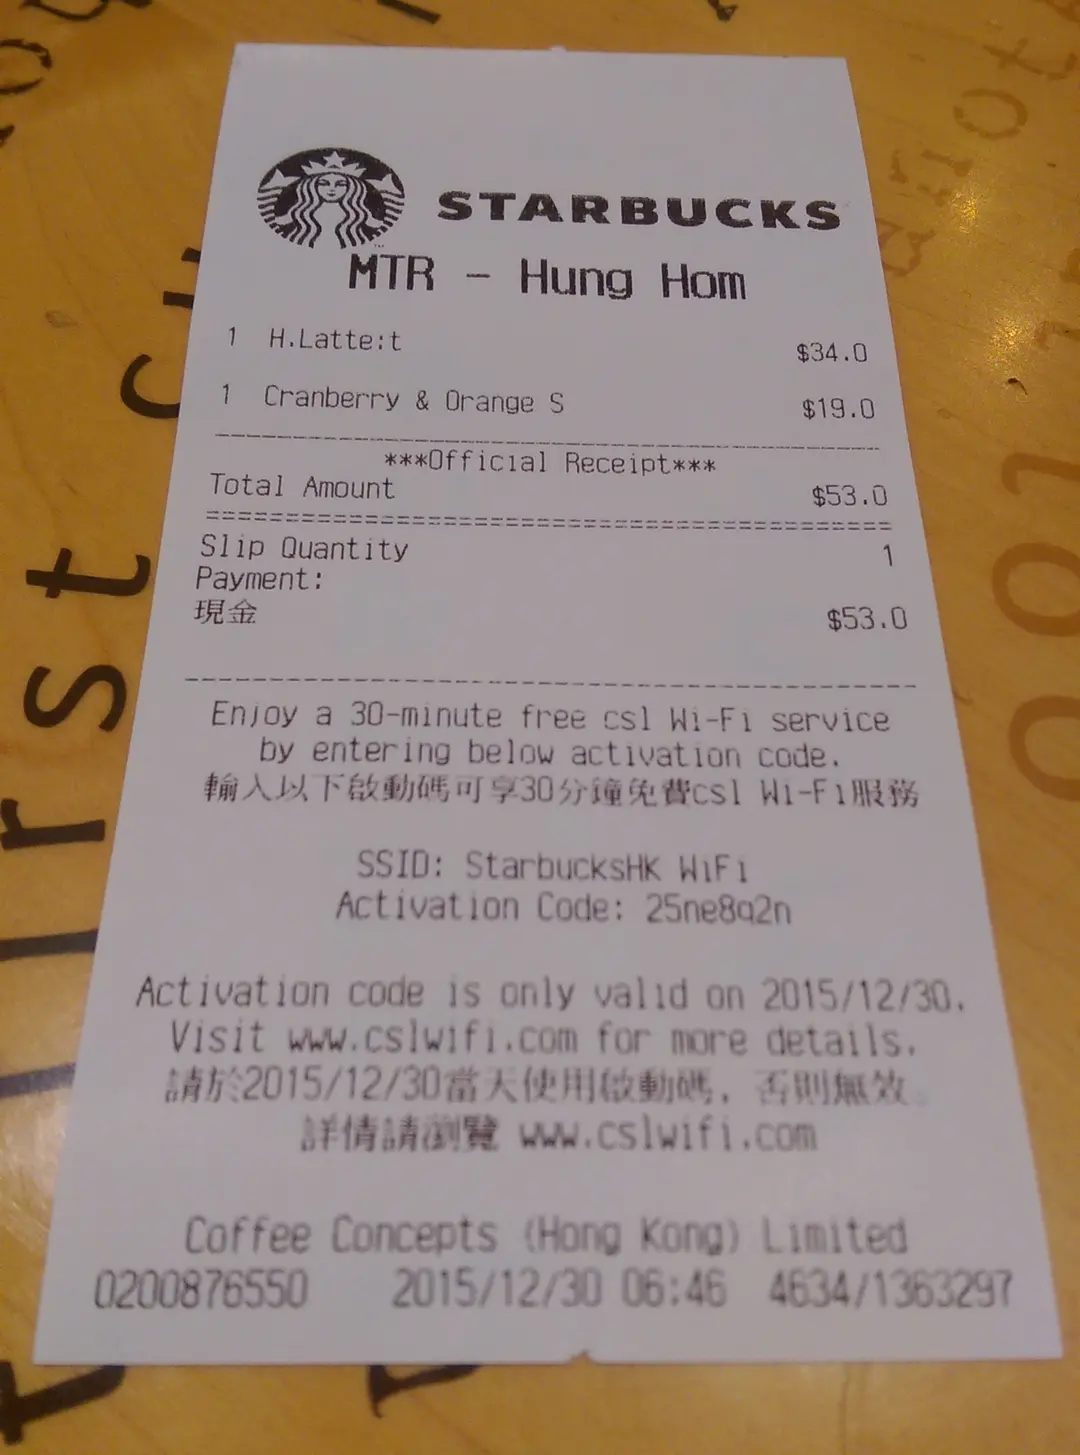 STARBUCKS
MTR - Hung Hom
1 H.Latte:t $34.0
1 Cranberry & Orange S $19.0
***Official Receipt***
Total Amount $53.0
Slip Quantity 1
Payment:
現金 $53.0
Enjoy a 30-minute free csl Wi-Fi service
by entering below activation code.
輸入以下啟動碼可享30分鐘免費csl Wi-Fi服務
SSID: StarbucksHK WiFi
Activation Code: 25ne8q2n
Activation code is only valid on 2015/12/30.
Visit www.cslwifi.com for more details.
請於2015/12/30當天使用啟動碼, 否則無效。
詳情請瀏覽 www.cslwifi.com
Coffee Concepts (Hong Kong) Limited
0200876550 2015/12/30 06:46 4634/1363297